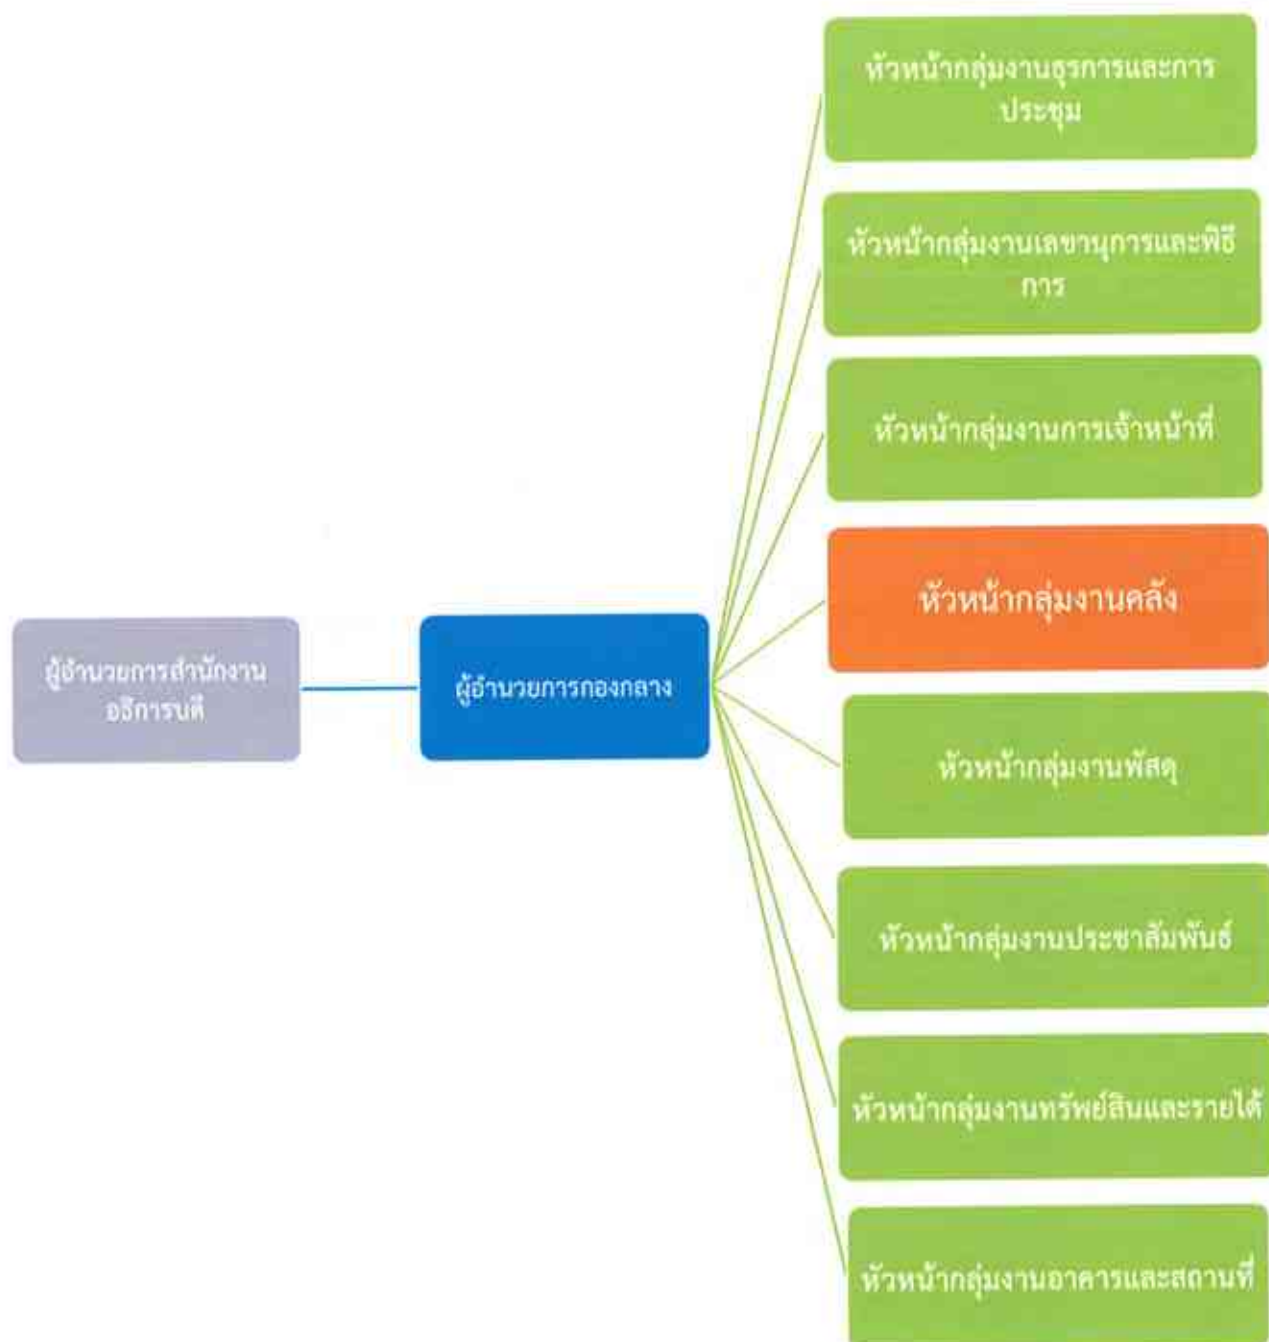 หัวหน้ากลุ่มงานธุรการและการ
ประชุม
หัวหน้ากลุ่มงานเลขานุการและพิธี
การ
หัวหน้ากลุ่มงานการเจ้าหน้าที่
หัวหน้ากลุ่มงานคลัง
ผู้อำนวยการสำนักงาน
อธิการบดี
ผู้อำนวยการกองกลาง
หัวหน้ากลุ่มงานพัสดุ
หัวหน้ากลุ่มงานประชาสัมพันธ์
หัวหน้ากลุ่มงานทรัพย์สินและรายได้
หัวหน้ากลุ่มงานอาคารและสถานที่